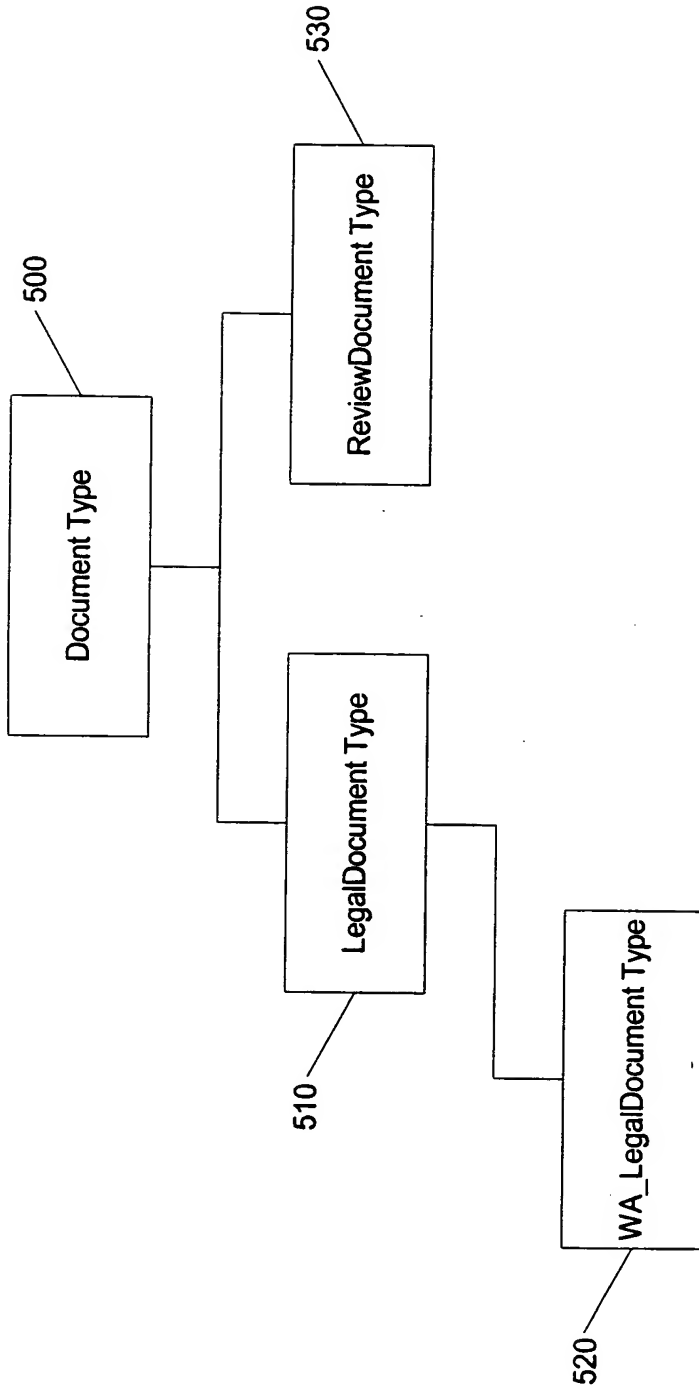 500
Document Type
530
ReviewDocument Type
LegalDocument Type
510
WA_LegalDocument Type
520